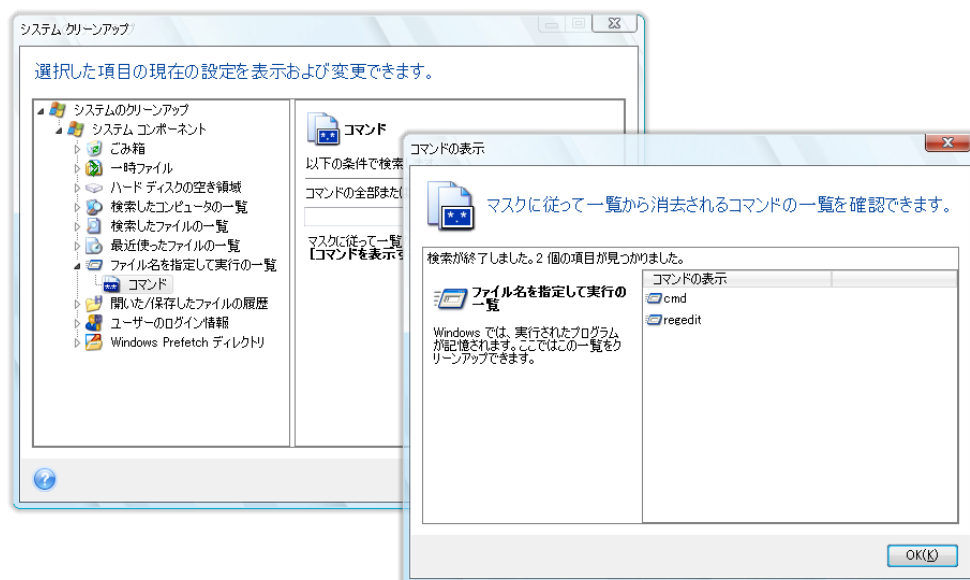 システム クリーンアップ
選択した項目の現在の設定を表示および変更できます。
システムのクリーンアップ
システム コンポーネント
ごみ箱
一時ファイル
ハード ディスクの空き領域
検索したコンピュータの一覧
検索したファイルの一覧
最近使ったファイルの一覧
ファイル名を指定して実行の一覧
コマンド
開いた/保存したファイルの履歴
ユーザーのログイン情報
Windows Prefetch ディレクトリ
コマンド
以下の条件で検索
コマンドの全部または
マスクに従って一覧
[コマンドを表示す
コマンドの表示
マスクに従って一覧から消去されるコマンドの一覧を確認できます。
検索が終了しました。2 個の項目が見つかりました。
ファイル名を指定して実行の
一覧
Windows では、実行されたプログラム
が記憶されます。ここではこの一覧をク
リーンアップできます。
コマンドの表示
cmd
regedit
OK(K)